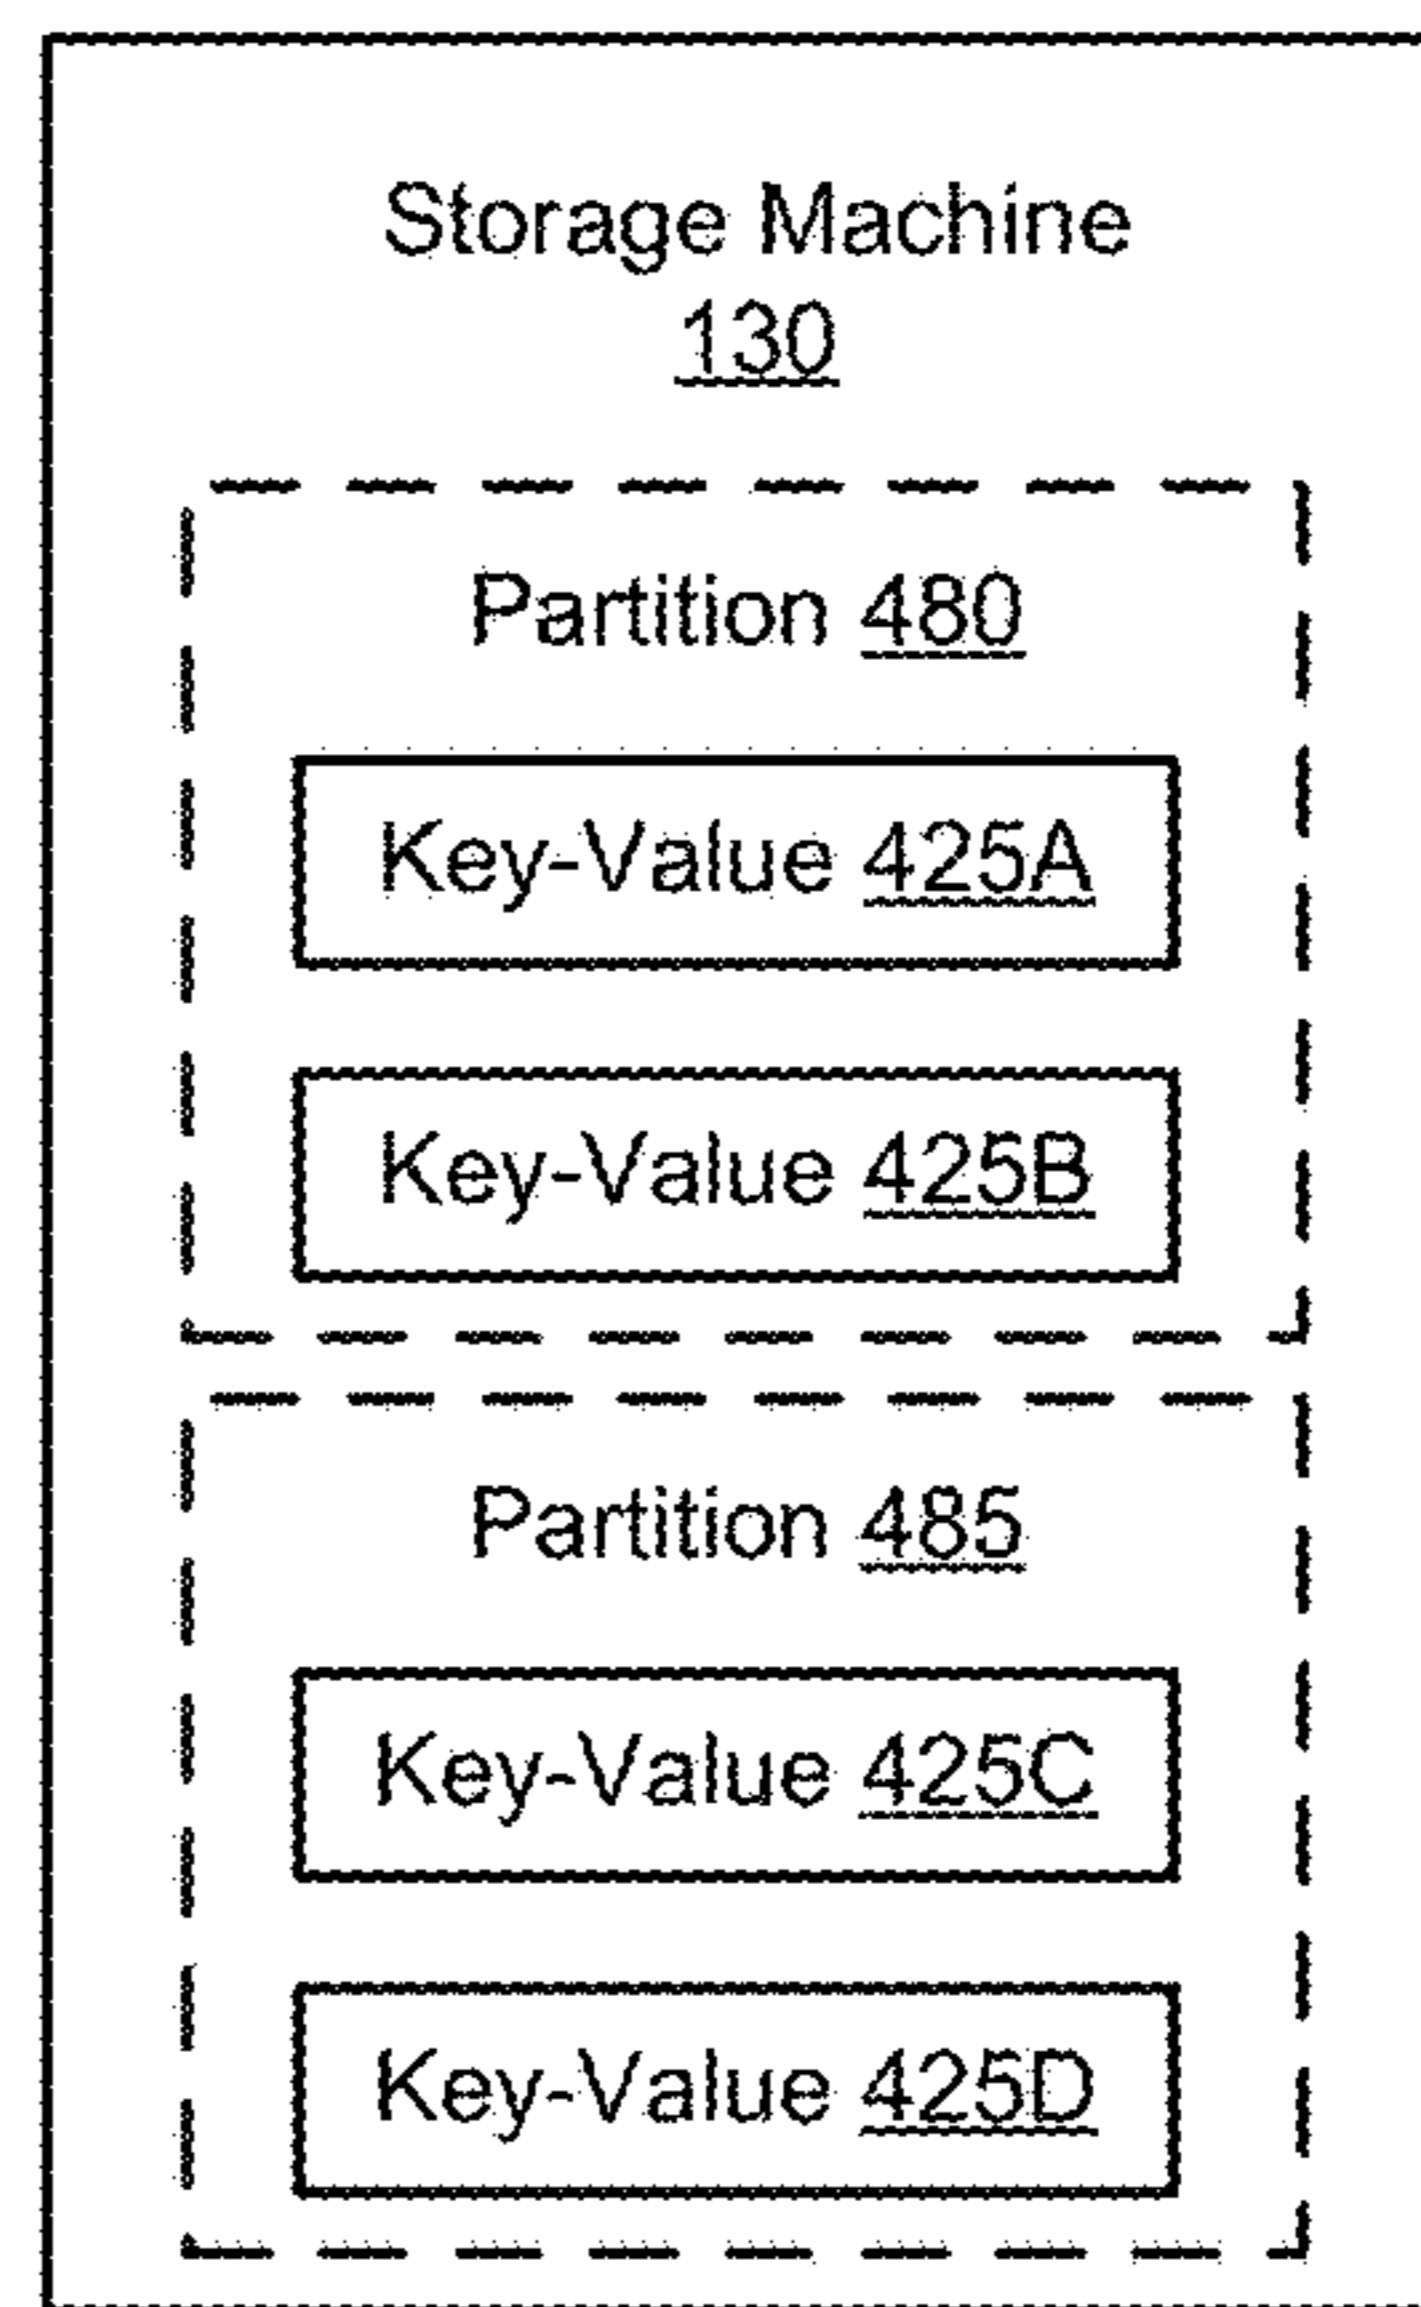 Storage Machine
130
Partition 480
Key-Value 425A
Key-Value 425B
Partition 485
Key-Value 425C
Key-Value 425D